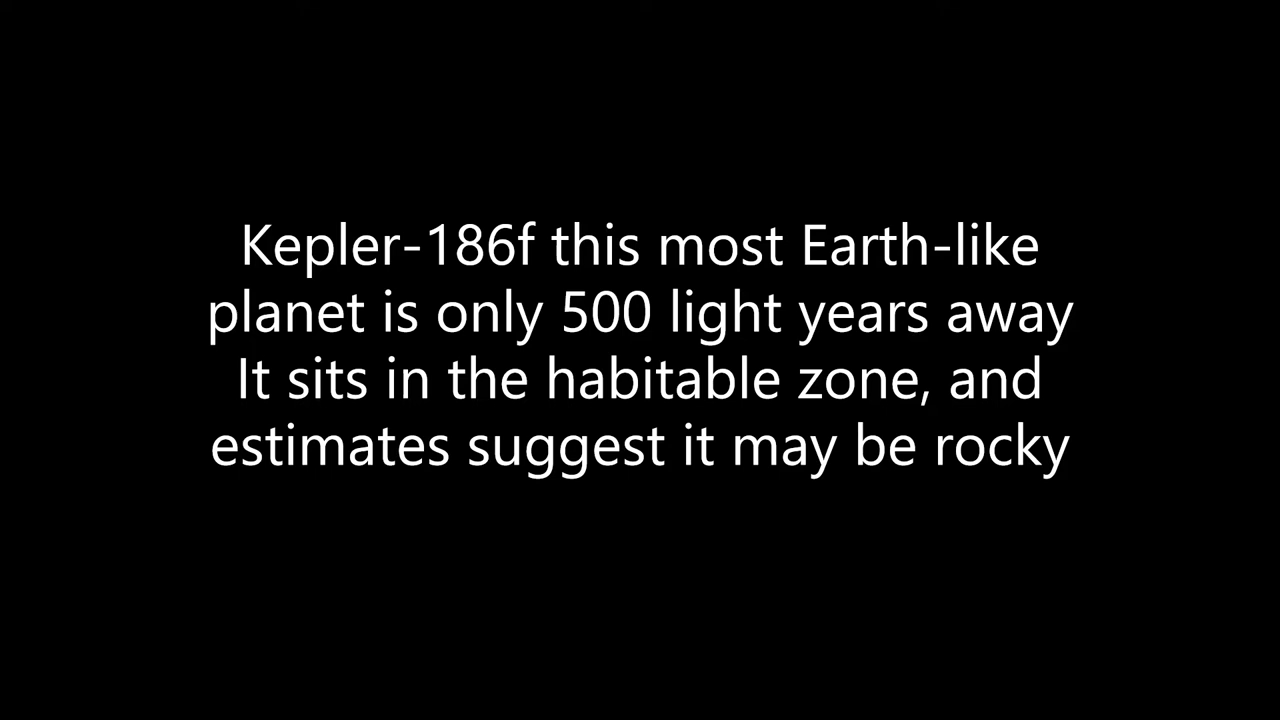 Kepler-186f this most Earth-like
planet is only 500 light years away
It sits in the habitable zone, and
estimates suggest it may be rocky